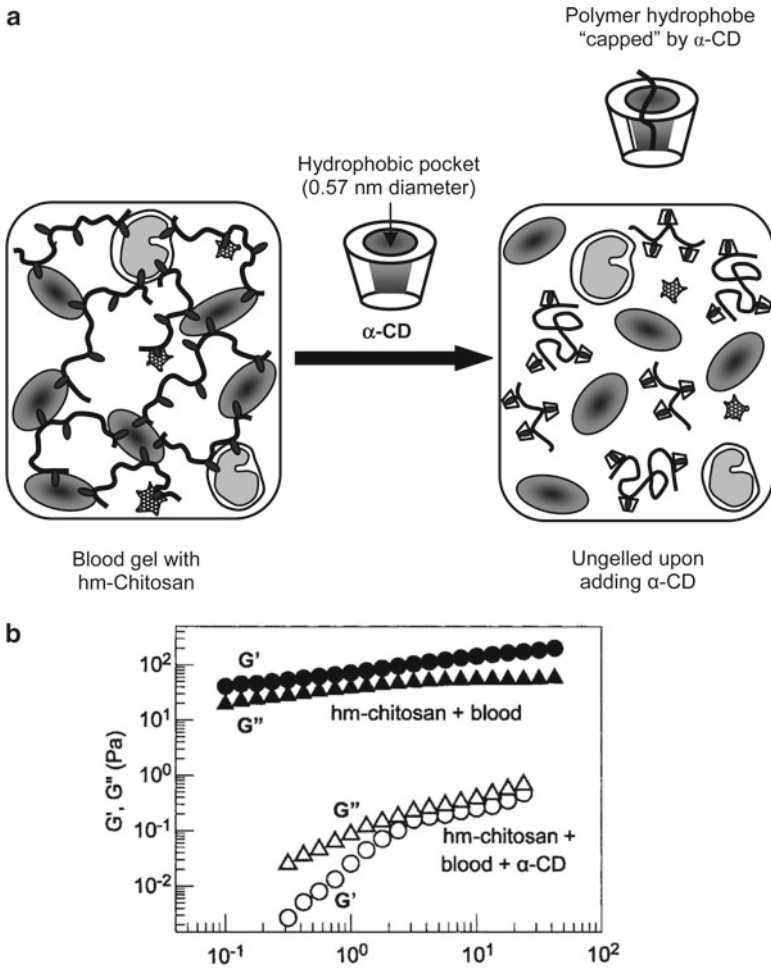 a
Polymer hydrophobe
“capped” by α-CD
Hydrophobic pocket
(0.57 nm diameter)
α-CD
Blood gel with
hm-Chitosan
Ungelled upon
adding α-CD
b
G', G" (Pa)
10²
10¹
10⁰
10⁻¹
10⁻²
G'
G"
hm-chitosan + blood
G"
hm-chitosan +
blood + α-CD
G'
10⁻¹ 10⁰ 10¹ 10²